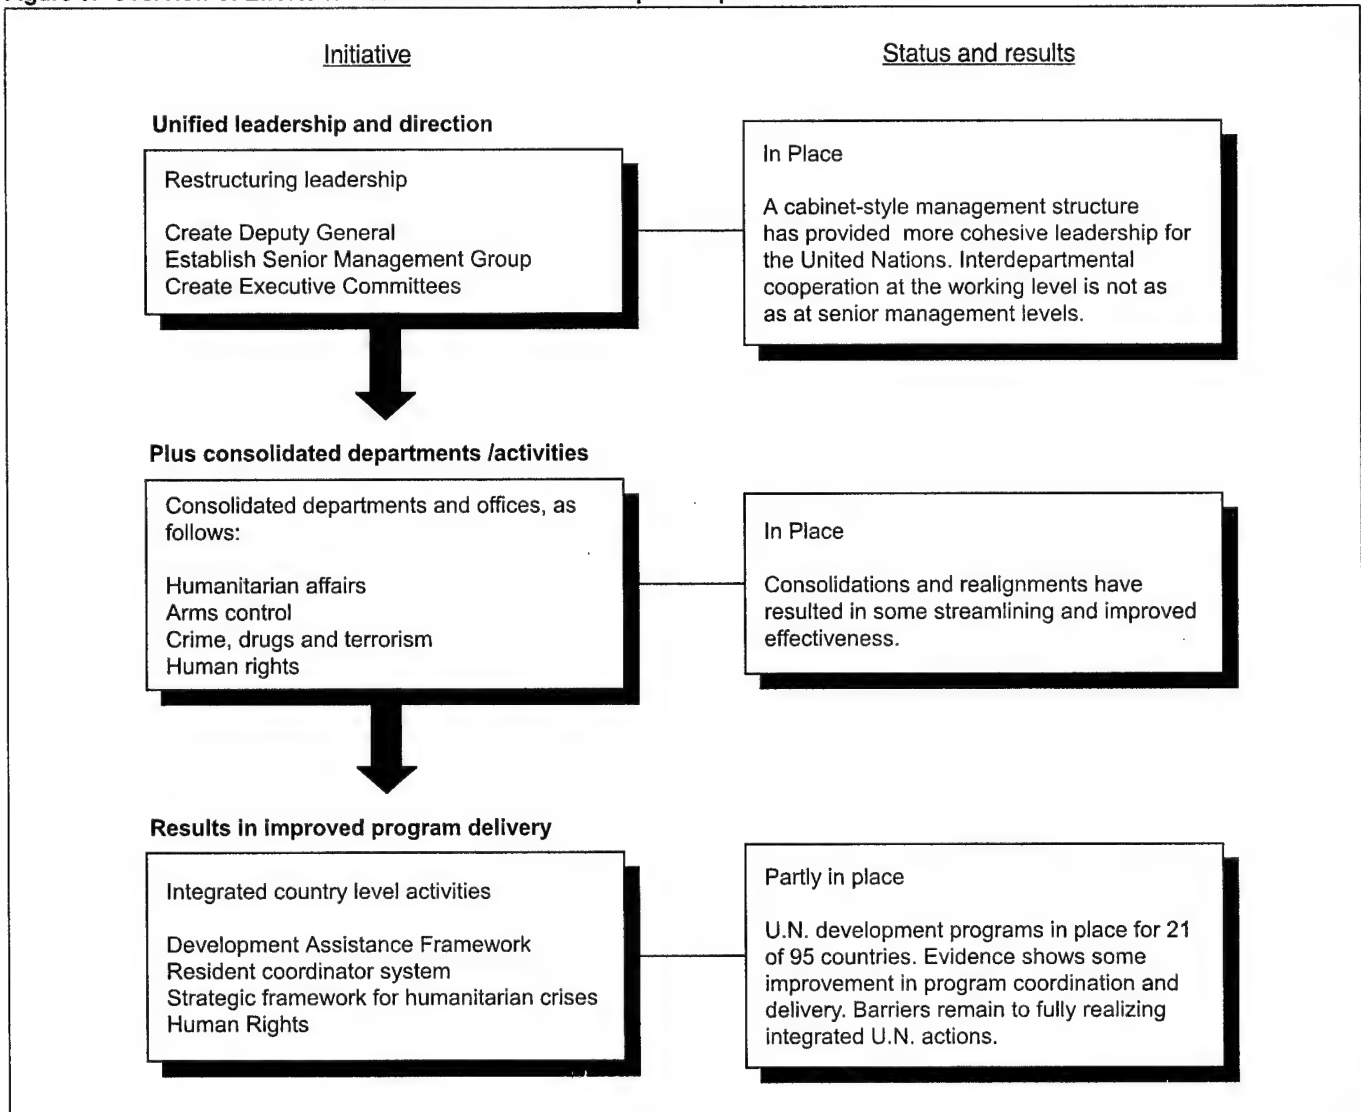 Initiative
Status and results
Unified leadership and direction
Restructuring leadership
Create Deputy General
Establish Senior Management Group
Create Executive Committees
In Place
A cabinet-style management structure
has provided more cohesive leadership for
the United Nations. Interdepartmental
cooperation at the working level is not as
as at senior management levels.
Plus consolidated departments /activities
Consolidated departments and offices, as
follows:
Humanitarian affairs
Arms control
Crime, drugs and terrorism
Human rights
In Place
Consolidations and realignments have
resulted in some streamlining and improved
effectiveness.
Results in improved program delivery
Integrated country level activities
Development Assistance Framework
Resident coordinator system
Strategic framework for humanitarian crises
Human Rights
Partly in place
U.N. development programs in place for 21
of 95 countries. Evidence shows some
improvement in program coordination and
delivery. Barriers remain to fully realizing
integrated U.N. actions.